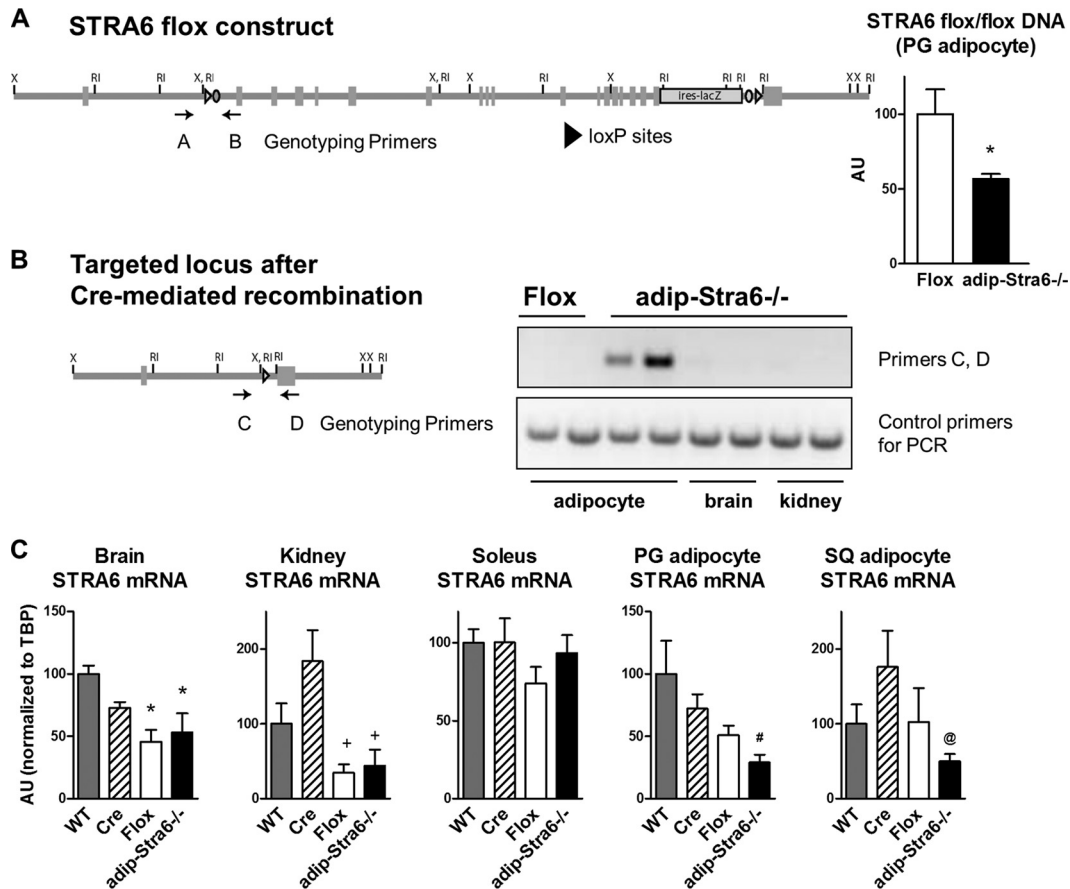 A
STRA6 flox construct
X RI RI X, RI X, RI X RI X RI RI RI RI X X RI
Ires-lacZ
A B Genotyping Primers
loxP sites
STRA6 flox/flox DNA
(PG adipocyte)
AU
100
50
0
Flox adip-Stra6-/-
B
Targeted locus after
Cre-mediated recombination
X RI RI X, RI RI XX RI
C D Genotyping Primers
Flox adip-Stra6-/-
Primers C, D
Control primers
for PCR
adipocyte brain kidney
*
C
Brain
STRA6 mRNA
AU (normalized to TBP)
150
100
50
0
* *
WT Cre Flox adip-Stra6-/-
Kidney
STRA6 mRNA
200
100
0
+ +
WT Cre Flox adip-Stra6-/-
Soleus
STRA6 mRNA
100
50
0
WT Cre Flox adip-Stra6-/-
PG adipocyte
STRA6 mRNA
150
100
50
0
#
WT Cre Flox adip-Stra6-/-
SQ adipocyte
STRA6 mRNA
200
100
0
@
WT Cre Flox adip-Stra6-/-